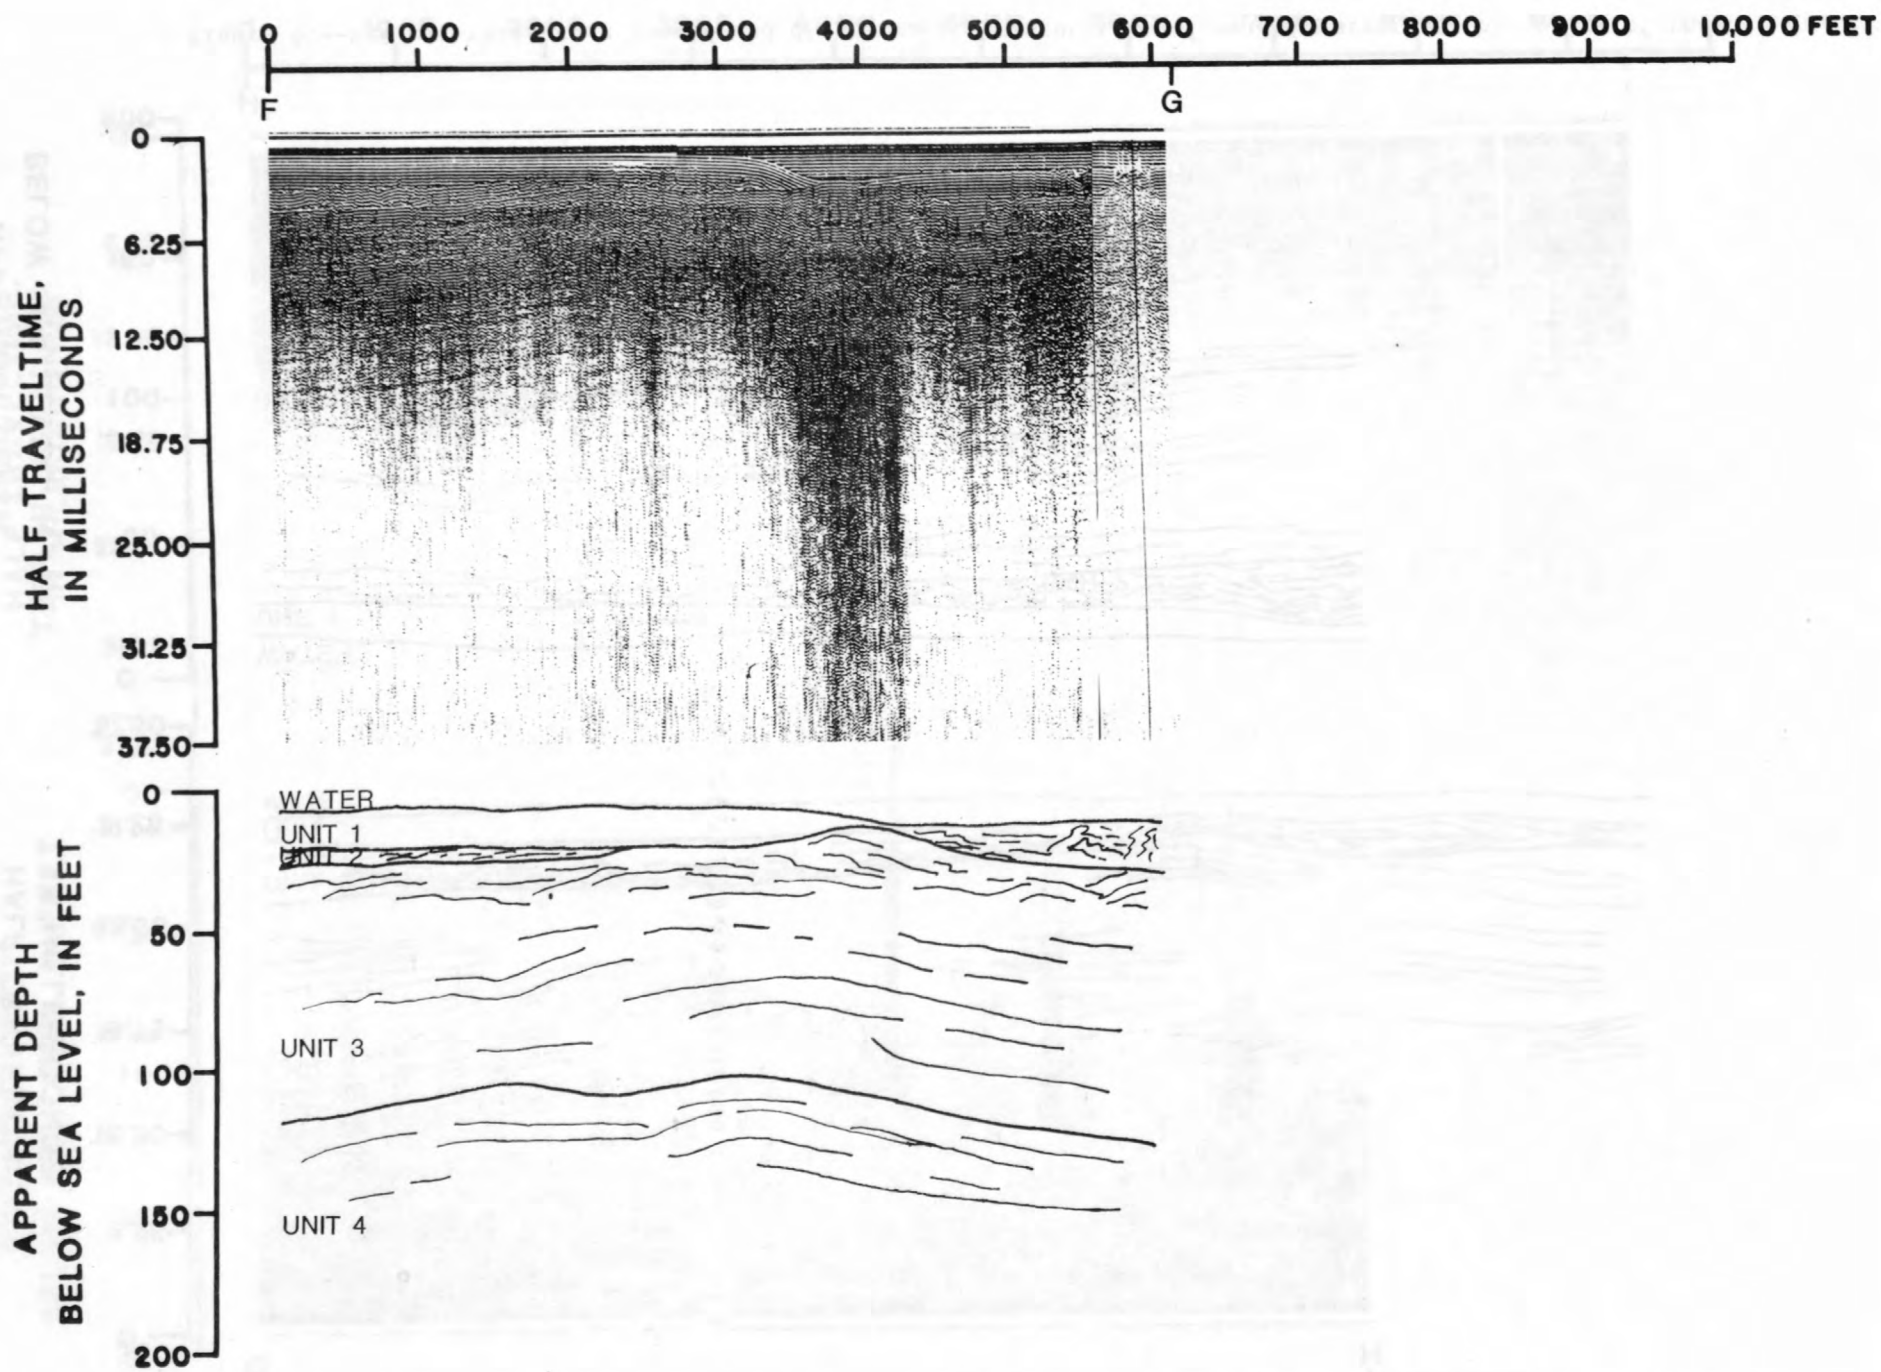 0 1000 2000 3000 4000 5000 6000 7000 8000 9000 10,000 FEET
F G
HALF TRAVELTIME,
IN MILLISECONDS
0
6.25
12.50
18.75
25.00
31.25
37.50
APPARENT DEPTH
BELOW SEA LEVEL, IN FEET
0
50
100
150
200
WATER
UNIT 1
UNIT 2
UNIT 3
UNIT 4